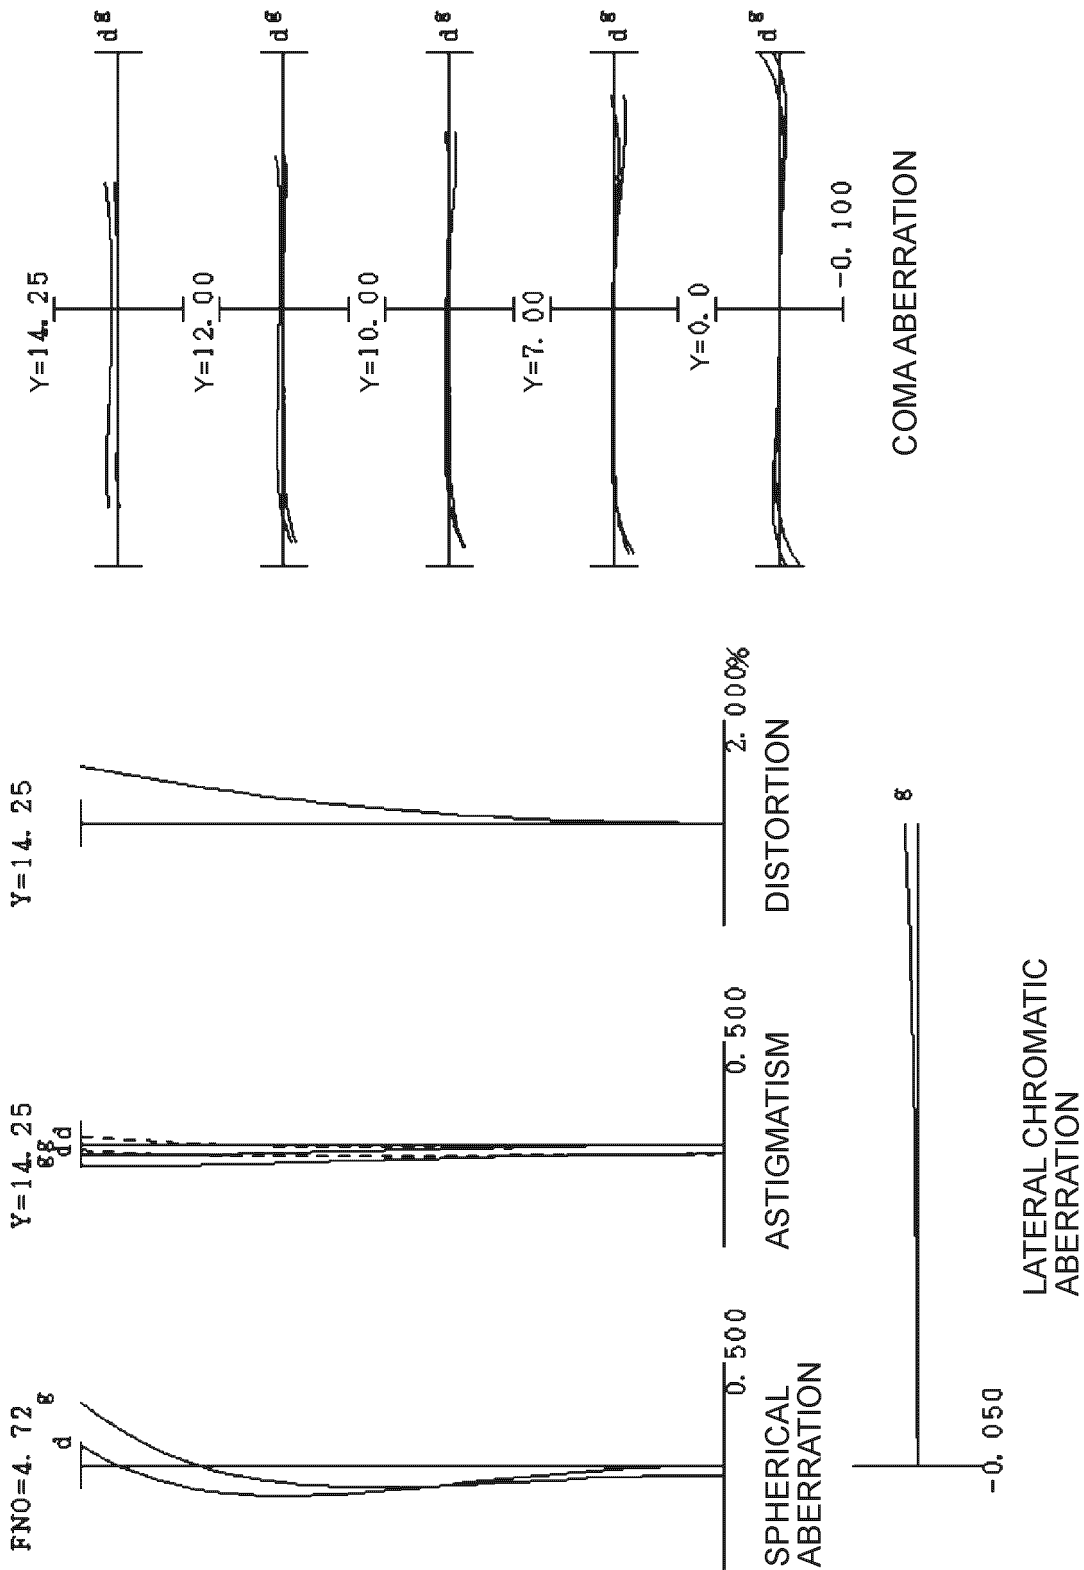 FNO=4. 72
d
g
0. 500
SPHERICAL
ABERRATION
Y=14. 25
g
g
d
d
0. 500
ASTIGMATISM
Y=14. 25
2. 000%
DISTORTION
Y=14. 25
d g
Y=12. 00
d g
Y=10. 00
d g
Y=7. 00
d g
Y=0. 0
d g
-0. 100
COMA ABERRATION
g
-0. 050
LATERAL CHROMATIC
ABERRATION